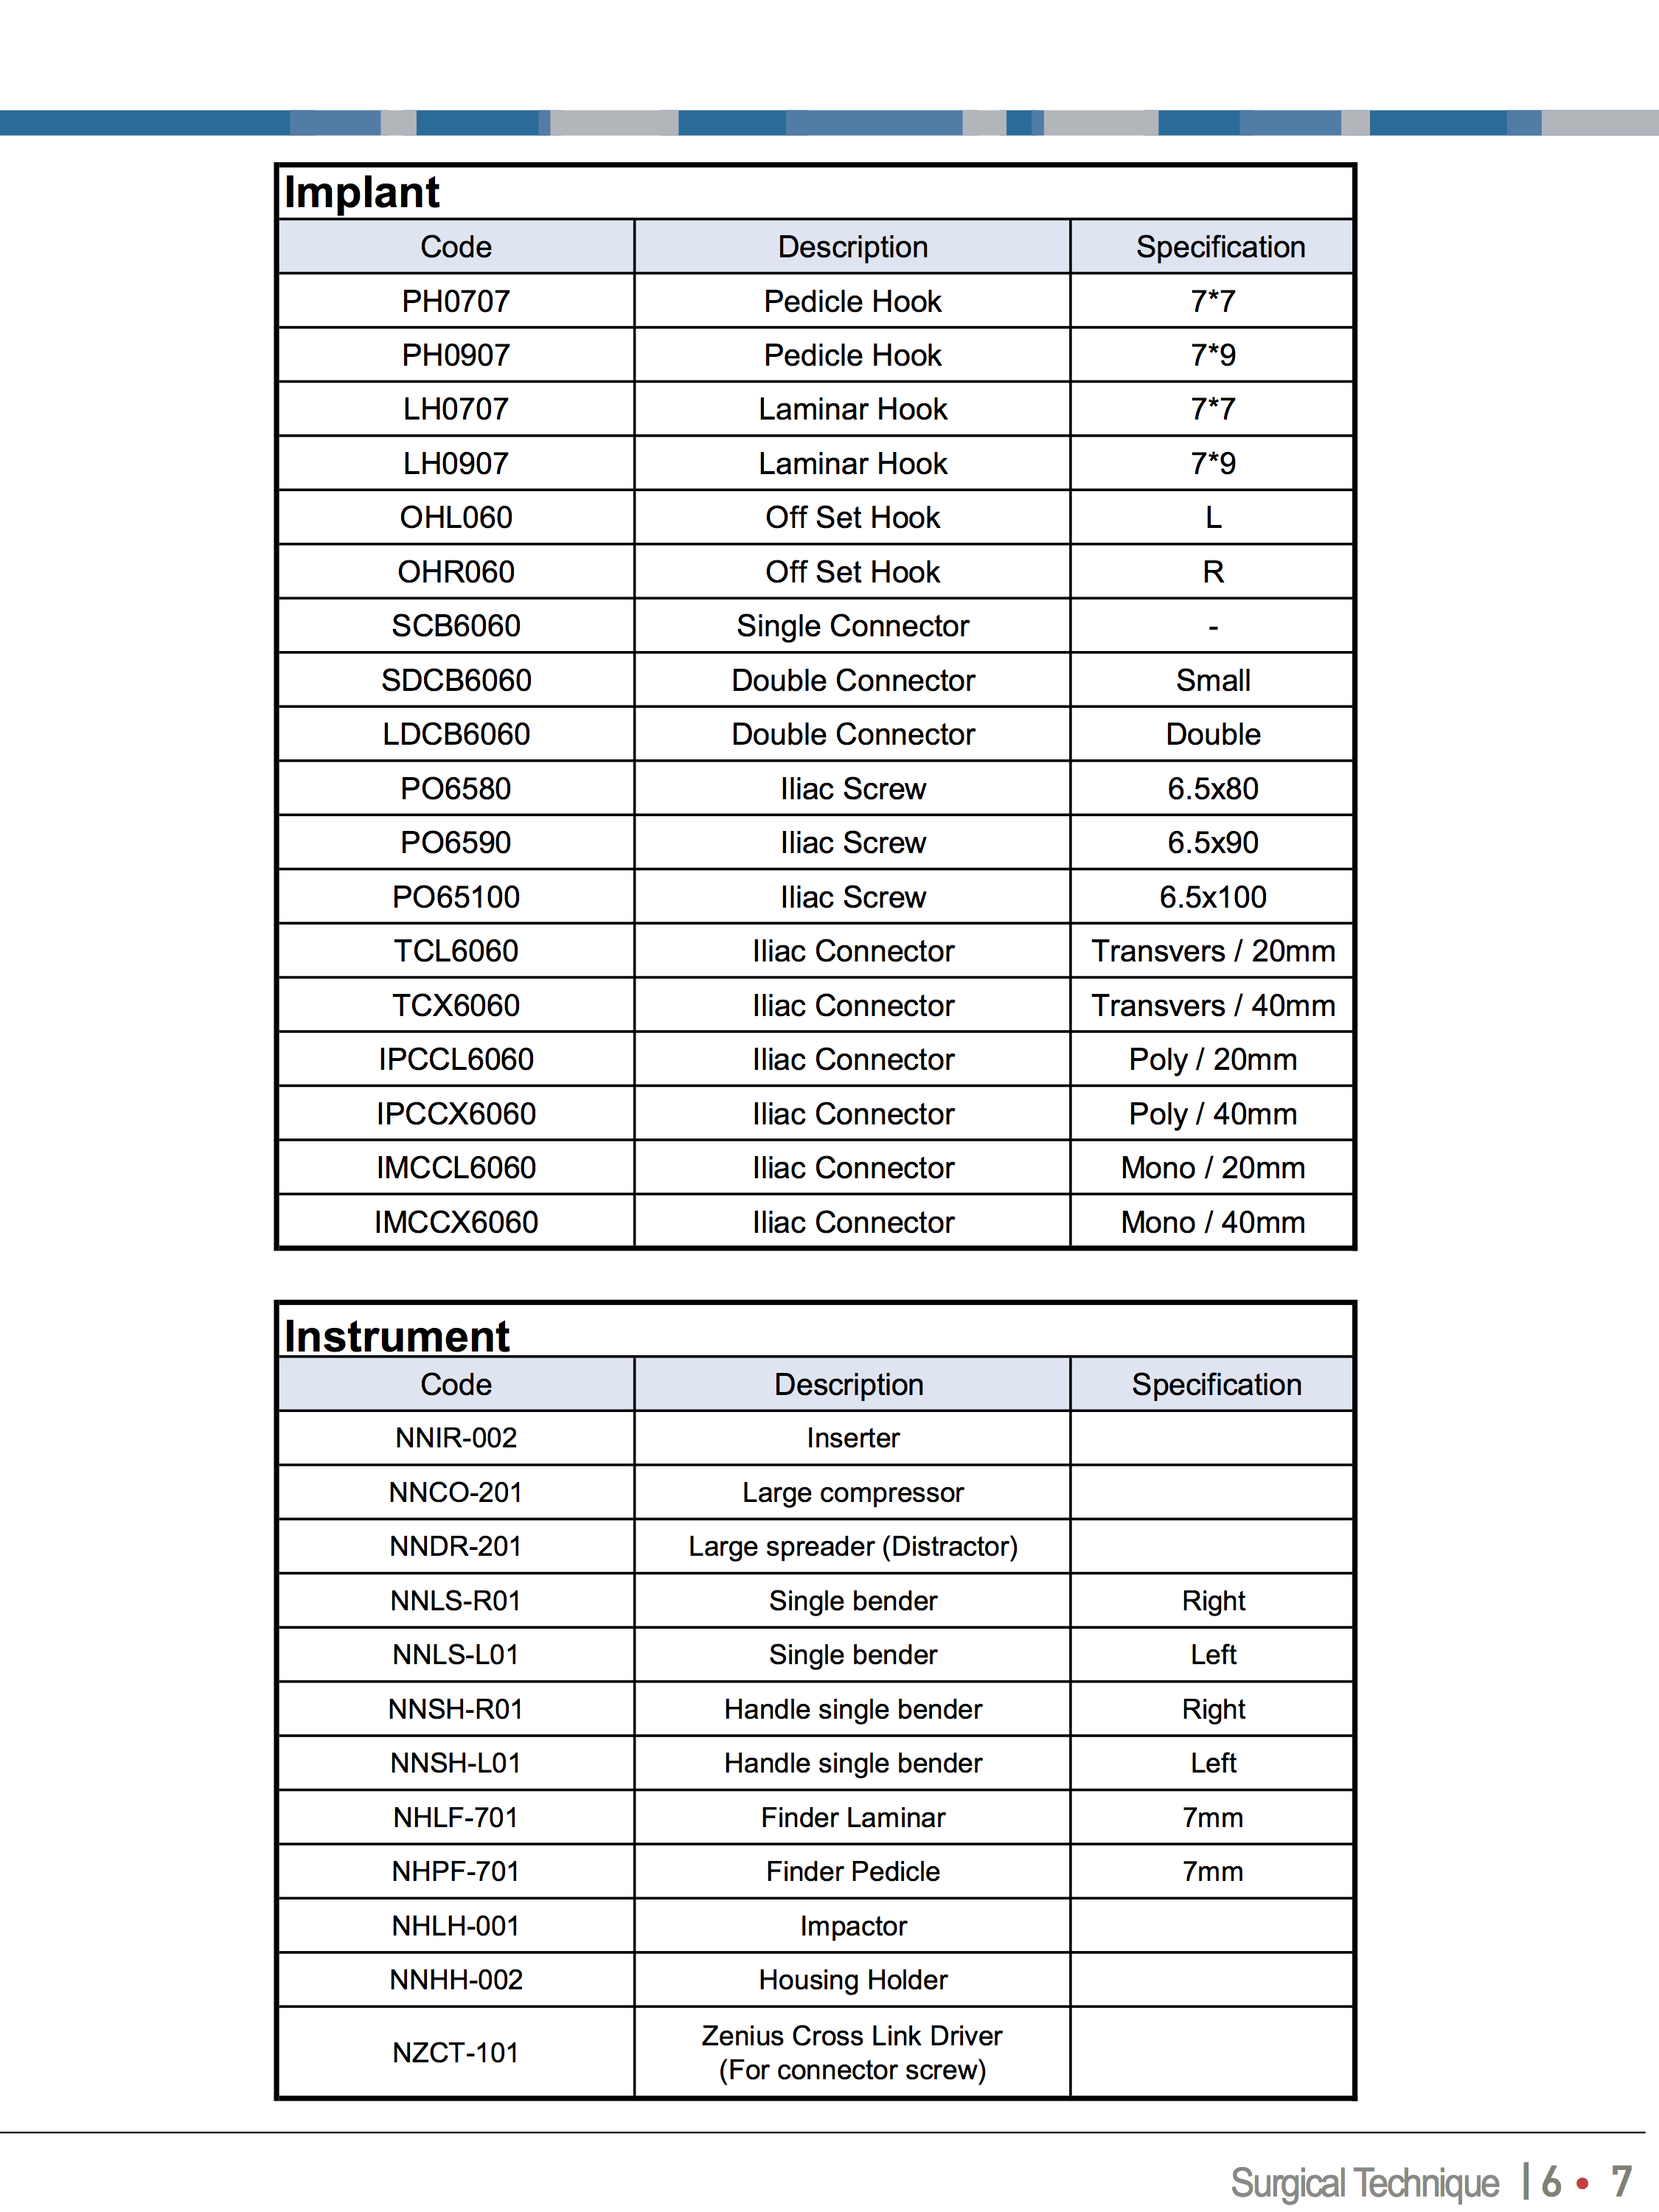 Implant
Code Description Specification
PH0707 Pedicle Hook 7*7
PH0907 Pedicle Hook 7*9
LH0707 Laminar Hook 7*7
LH0907 Laminar Hook 7*9
OHL060 Off Set Hook L
OHR060 Off Set Hook R
SCB6060 Single Connector -
SDCB6060 Double Connector Small
LDCB6060 Double Connector Double
PO6580 Iliac Screw 6.5x80
PO6590 Iliac Screw 6.5x90
PO65100 Iliac Screw 6.5x100
TCL6060 Iliac Connector Transvers / 20mm
TCX6060 Iliac Connector Transvers / 40mm
IPCCL6060 Iliac Connector Poly / 20mm
IPCCX6060 Iliac Connector Poly / 40mm
IMCCL6060 Iliac Connector Mono / 20mm
IMCCX6060 Iliac Connector Mono / 40mm
Instrument
Code Description Specification
NNIR-002 Inserter
NNCO-201 Large compressor
NNDR-201 Large spreader (Distractor)
NNLS-R01 Single bender Right
NNLS-L01 Single bender Left
NNSH-R01 Handle single bender Right
NNSH-L01 Handle single bender Left
NHLF-701 Finder Laminar 7mm
NHPF-701 Finder Pedicle 7mm
NHLH-001 Impactor
NNHH-002 Housing Holder
NZCT-101 Zenius Cross Link Driver
(For connector screw)
Surgical Technique | 6 • 7